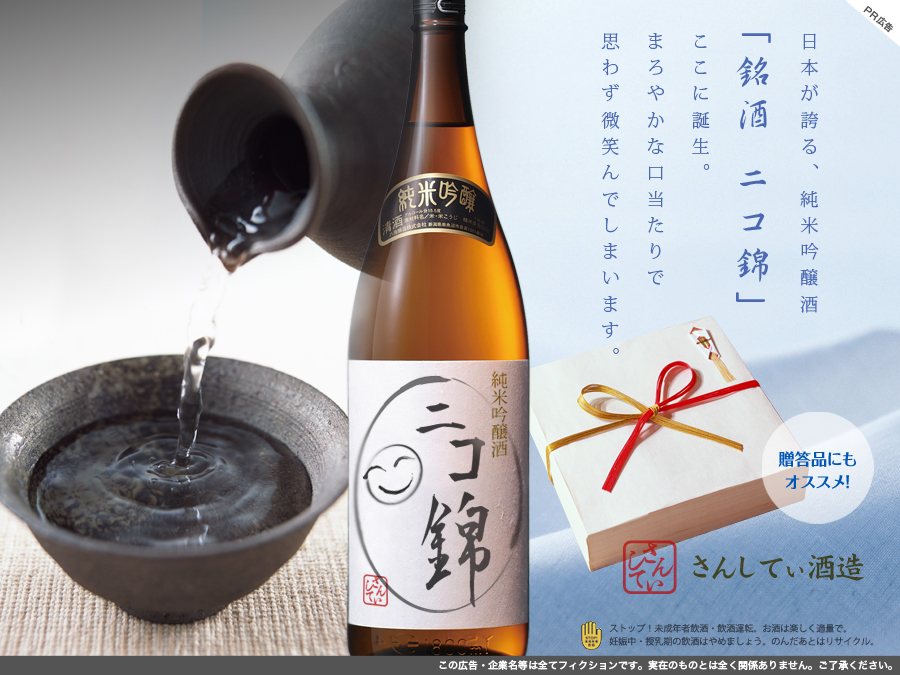 PR広告
日本が誇る、純米吟醸酒
「銘酒 ニコ錦」
ここに誕生。
まろやかな口当たりで
思わず微笑んでしまいます。
純米吟醸
清酒
純米吟醸酒
ニコ錦
さんしてぃ
贈答品にも
オススメ!
さんしてぃ
さんしてぃ酒造
ストップ!未成年者飲酒・飲酒運転。お酒は楽しく適量で。
妊娠中・授乳期の飲酒はやめましょう。のんだあとはリサイクル。
この広告・企業名等は全てフィクションです。実在のものとは全く関係ありません。ご了承ください。